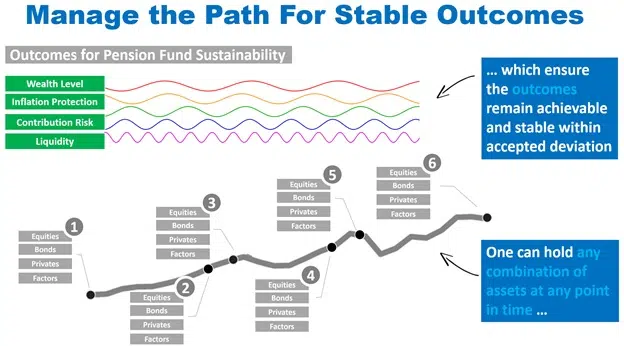 Manage the Path For Stable Outcomes
Outcomes for Pension Fund Sustainability
Wealth Level
Inflation Protection
Contribution Risk
Liquidity
... which ensure
the outcomes
remain achievable
and stable within
accepted deviation
1
Equities
Bonds
Privates
Factors
2
Equities
Bonds
Privates
Factors
3
Equities
Bonds
Privates
Factors
4
Equities
Bonds
Privates
Factors
5
Equities
Bonds
Privates
Factors
6
Equities
Bonds
Privates
Factors
One can hold any
combination of
assets at any point
in time ...